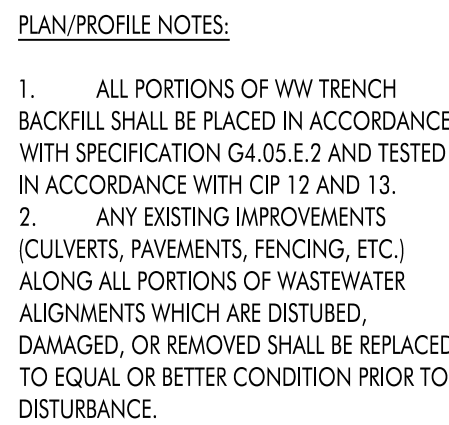 PLAN/PROFILE NOTES:
1. ALL PORTIONS OF WW TRENCH
BACKFILL SHALL BE PLACED IN ACCORDANCE
WITH SPECIFICATION G4.05.E.2 AND TESTED
IN ACCORDANCE WITH CIP 12 AND 13.
2. ANY EXISTING IMPROVEMENTS
(CULVERTS, PAVEMENTS, FENCING, ETC.)
ALONG ALL PORTIONS OF WASTEWATER
ALIGNMENTS WHICH ARE DISTUBED,
DAMAGED, OR REMOVED SHALL BE REPLACED
TO EQUAL OR BETTER CONDITION PRIOR TO
DISTURBANCE.